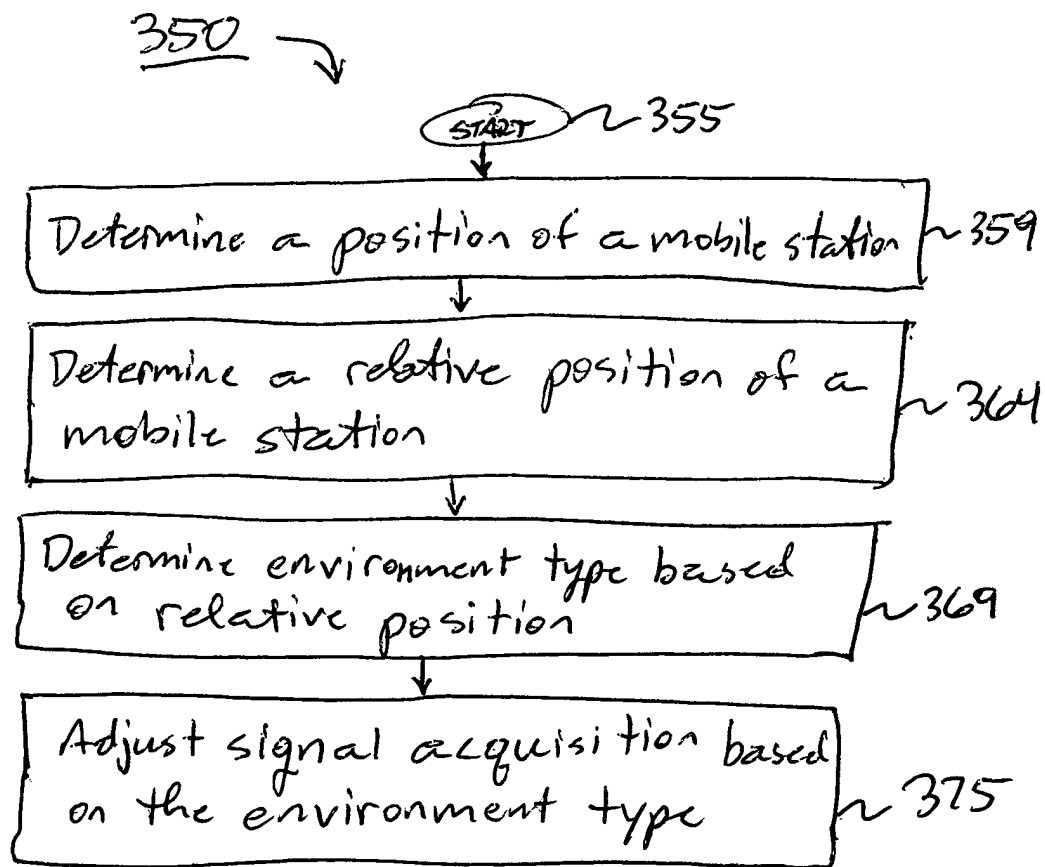 350
START 355
Determine a position of a mobile station 359
Determine a relative position of a
mobile station 364
Determine environment type based
on relative position 369
Adjust signal acquisition based
on the environment type 375